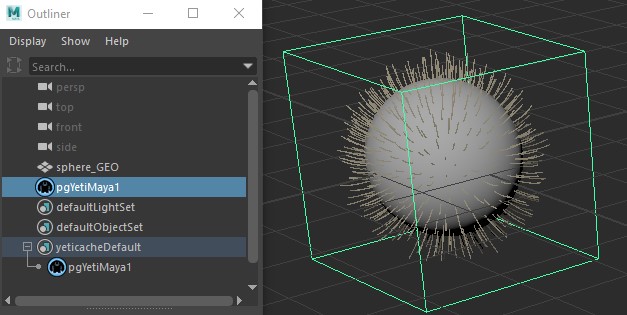 Outliner
Display Show Help
Search...
persp
top
front
side
sphere_GEO
pgYetiMaya1
defaultLightSet
defaultObjectSet
yeticacheDefault
pgYetiMaya1